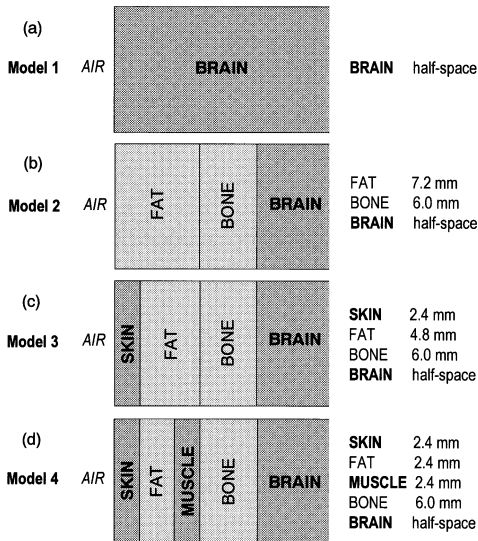 (a)
Model 1 AIR BRAIN BRAIN half-space
(b)
Model 2 AIR FAT BONE BRAIN
FAT 7.2 mm
BONE 6.0 mm
BRAIN half-space
(c)
Model 3 AIR SKIN FAT BONE BRAIN
SKIN 2.4 mm
FAT 4.8 mm
BONE 6.0 mm
BRAIN half-space
(d)
Model 4 AIR SKIN FAT MUSCLE BONE BRAIN
SKIN 2.4 mm
FAT 2.4 mm
MUSCLE 2.4 mm
BONE 6.0 mm
BRAIN half-space